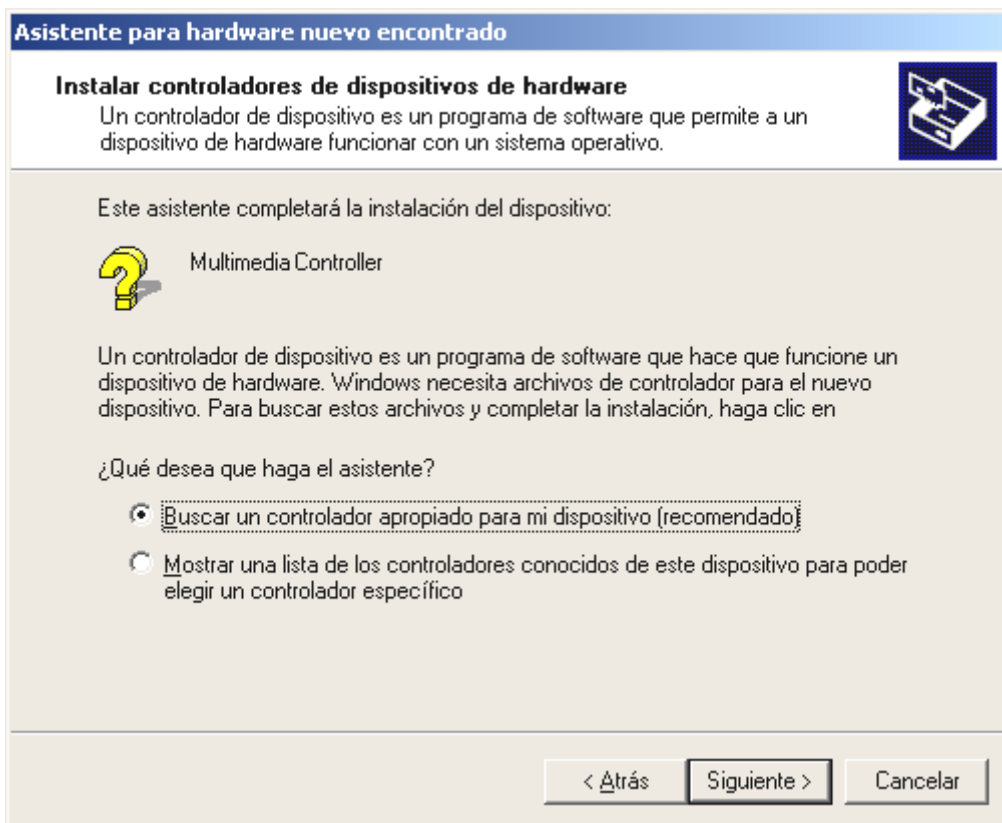 Asistente para hardware nuevo encontrado
Instalar controladores de dispositivos de hardware
Un controlador de dispositivo es un programa de software que permite a un
dispositivo de hardware funcionar con un sistema operativo.
Este asistente completará la instalación del dispositivo:
Multimedia Controller
Un controlador de dispositivo es un programa de software que hace que funcione un
dispositivo de hardware. Windows necesita archivos de controlador para el nuevo
dispositivo. Para buscar estos archivos y completar la instalación, haga clic en
¿Qué desea que haga el asistente?
Buscar un controlador apropiado para mi dispositivo (recomendado)
Mostrar una lista de los controladores conocidos de este dispositivo para poder
elegir un controlador específico
< Atrás
Siguiente >
Cancelar